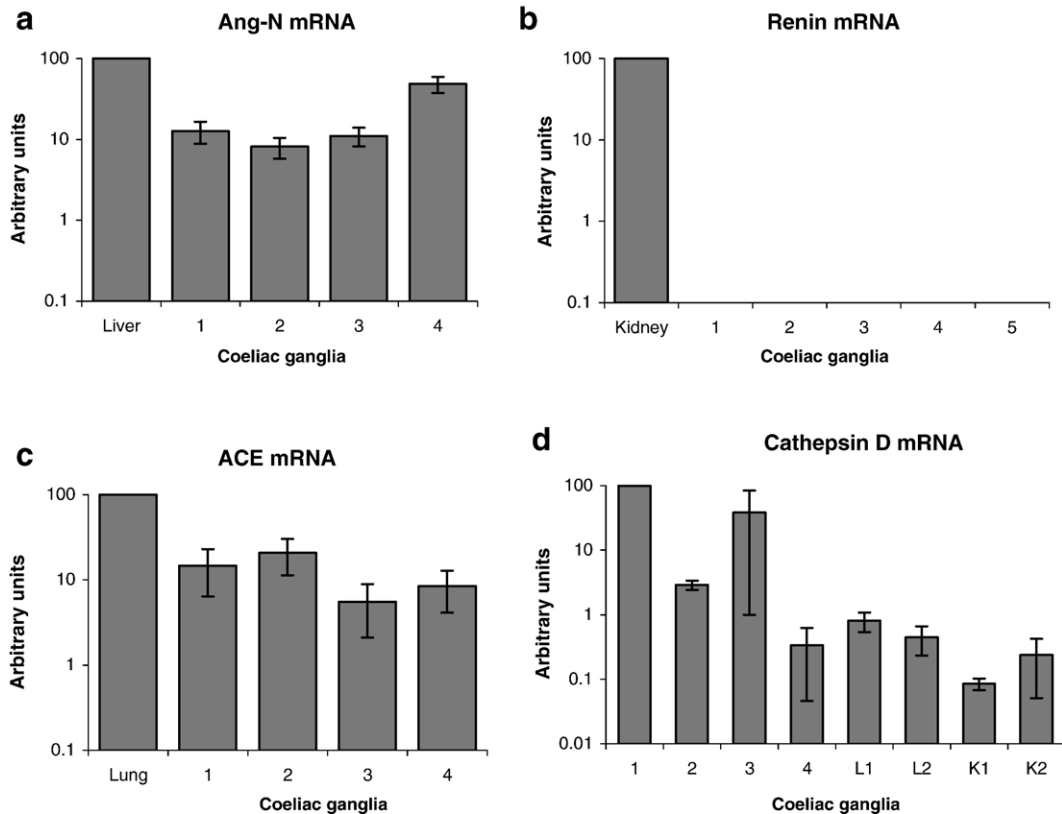 a
Ang-N mRNA
Arbitrary units
100
10
1
0.1
Liver 1 2 3 4
Coeliac ganglia
b
Renin mRNA
Arbitrary units
100
10
1
0.1
Kidney 1 2 3 4 5
Coeliac ganglia
c
ACE mRNA
Arbitrary units
100
10
1
0.1
Lung 1 2 3 4
Coeliac ganglia
d
Cathepsin D mRNA
Arbitrary units
100
10
1
0.1
0.01
1 2 3 4 L1 L2 K1 K2
Coeliac ganglia